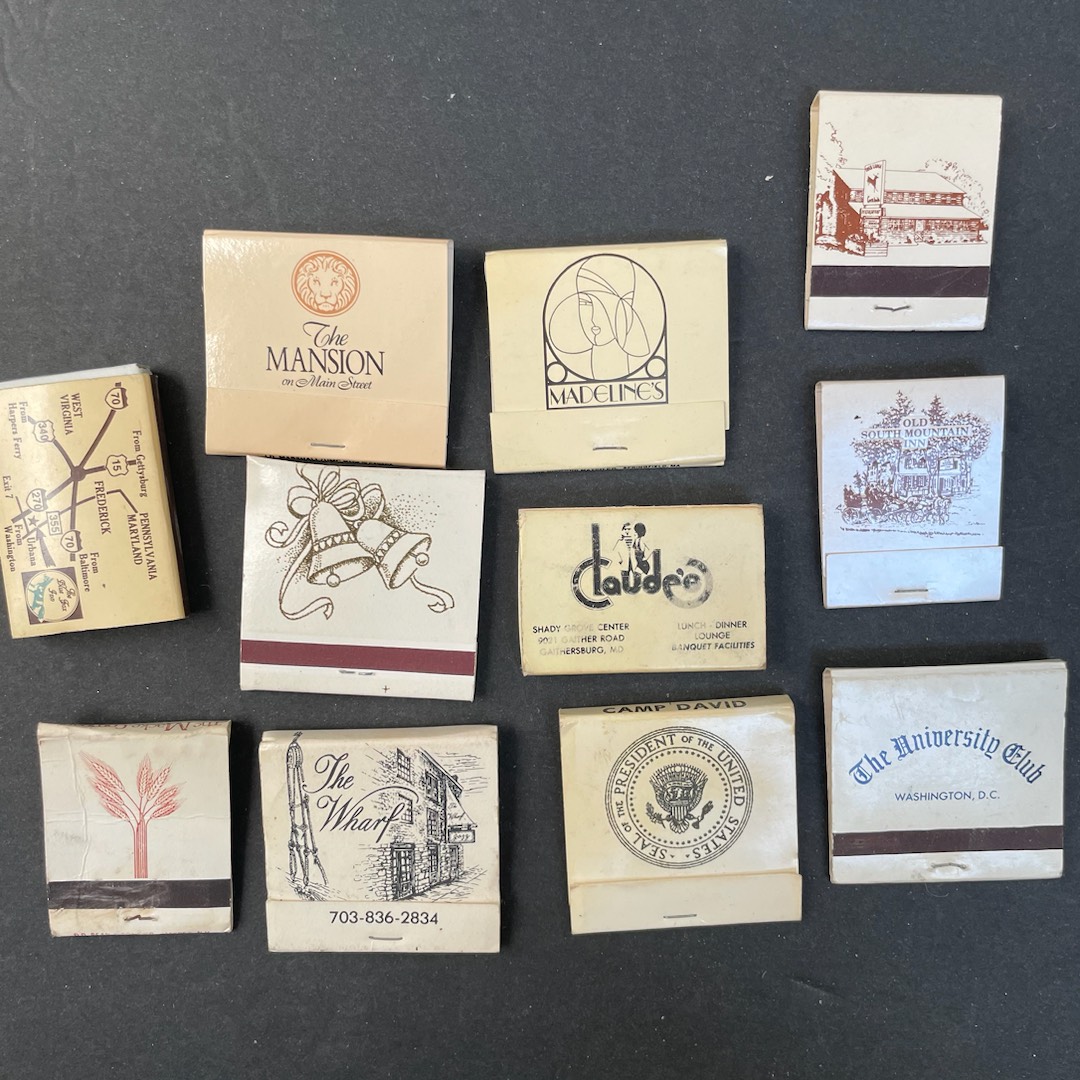 The
MANSION
on Main Street
MADELINE'S
OLD
SOUTH MOUNTAIN
INN
70
WEST
VIRGINIA
340
From
Harpers Ferry
From Gettysburg
15
FREDERICK
PENNSYLVANIA
MARYLAND
Exit 7
270
355
70
From
Baltimore
Urbana
From
Washington
Claude's
SHADY GROVE CENTER
9021 GAITHER ROAD
GAITHERSBURG, MD
LUNCH - DINNER
LOUNGE
BANQUET FACILITIES
The
Wharf
703-836-2834
CAMP DAVID
SEAL OF THE PRESIDENT OF THE UNITED STATES
The University Club
WASHINGTON, D.C.